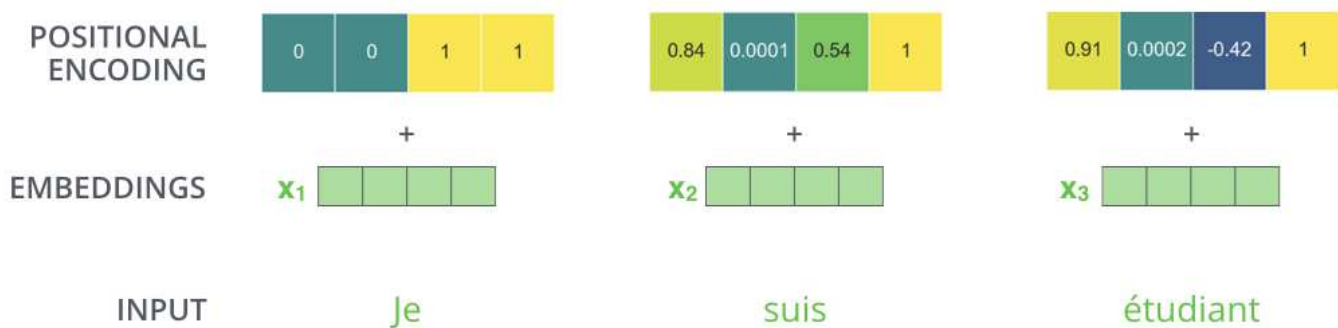 POSITIONAL ENCODING
0 0 1 1
0.84 0.0001 0.54 1
0.91 0.0002 -0.42 1
+ + +
EMBEDDINGS x1 x2 x3
INPUT Je suis étudiant